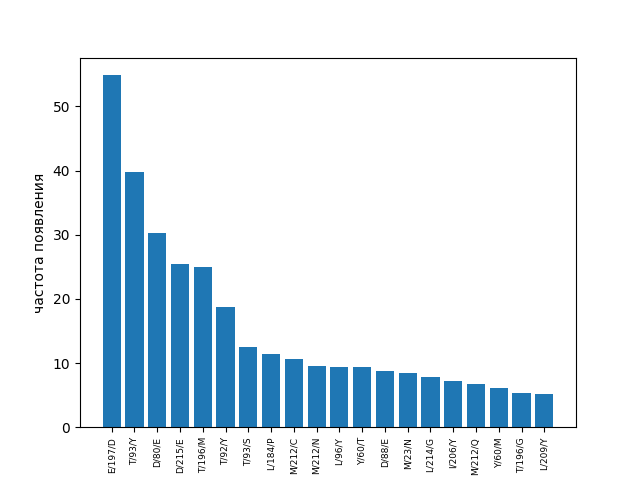 частота появления
50
40
30
20
10
0
E/197/D
T/93/Y
D/80/E
D/215/E
T/196/M
T/92/Y
T/93/S
L/184/P
M/212/C
M/212/N
L/96/Y
Y/60/T
D/88/E
M/23/N
L/214/G
I/206/Y
M/212/Q
Y/60/M
T/196/G
L/209/Y